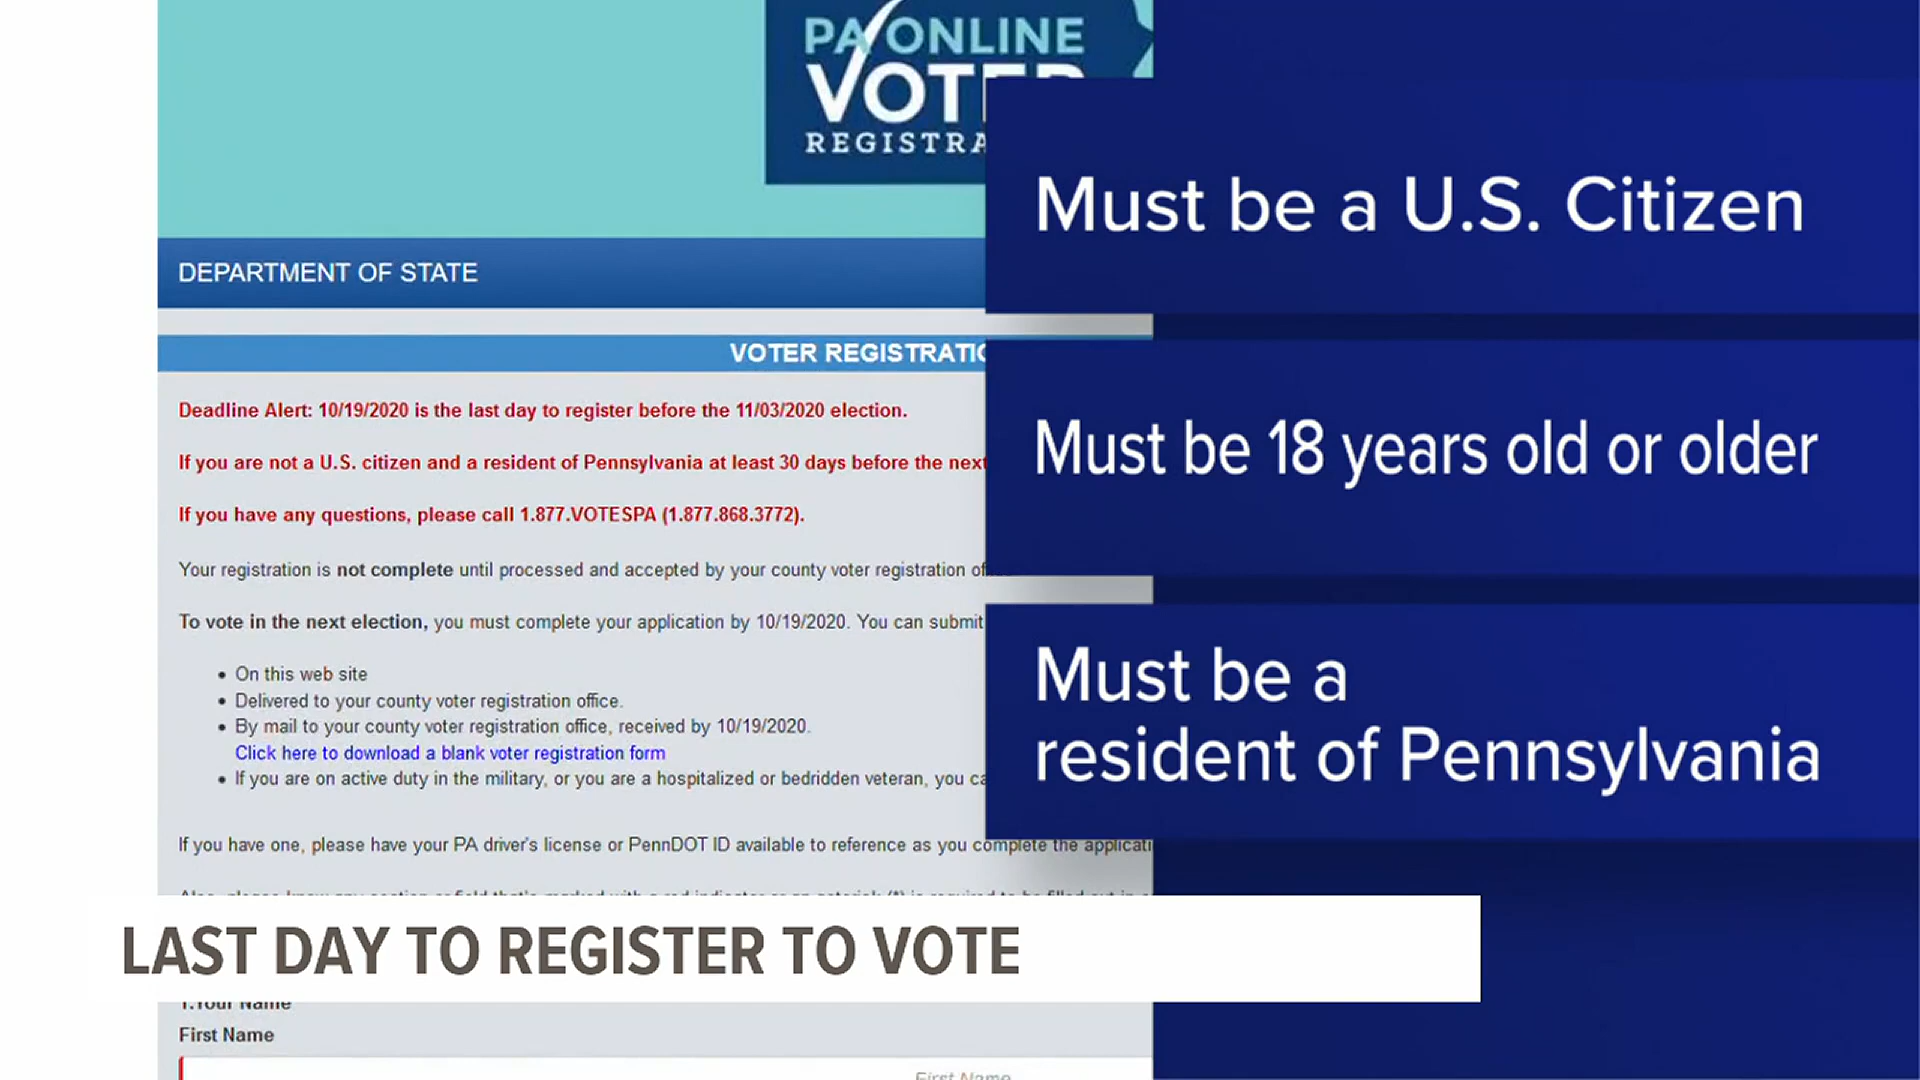 PA ONLINE
VOTER
REGISTRA
DEPARTMENT OF STATE
VOTER REGISTRATIO
Deadline Alert: 10/19/2020 is the last day to register before the 11/03/2020 election.
If you are not a U.S. citizen and a resident of Pennsylvania at least 30 days before the next
If you have any questions, please call 1.877.VOTESPA (1.877.868.3772).
Your registration is not complete until processed and accepted by your county voter registration of
To vote in the next election, you must complete your application by 10/19/2020. You can submit
• On this web site
• Delivered to your county voter registration office.
• By mail to your county voter registration office, received by 10/19/2020.
Click here to download a blank voter registration form
• If you are on active duty in the military, or you are a hospitalized or bedridden veteran, you ca
If you have one, please have your PA driver's license or PennDOT ID available to reference as you complete the applicati
1.Your Name
First Name
First Name
Must be a U.S. Citizen
Must be 18 years old or older
Must be a
resident of Pennsylvania
LAST DAY TO REGISTER TO VOTE